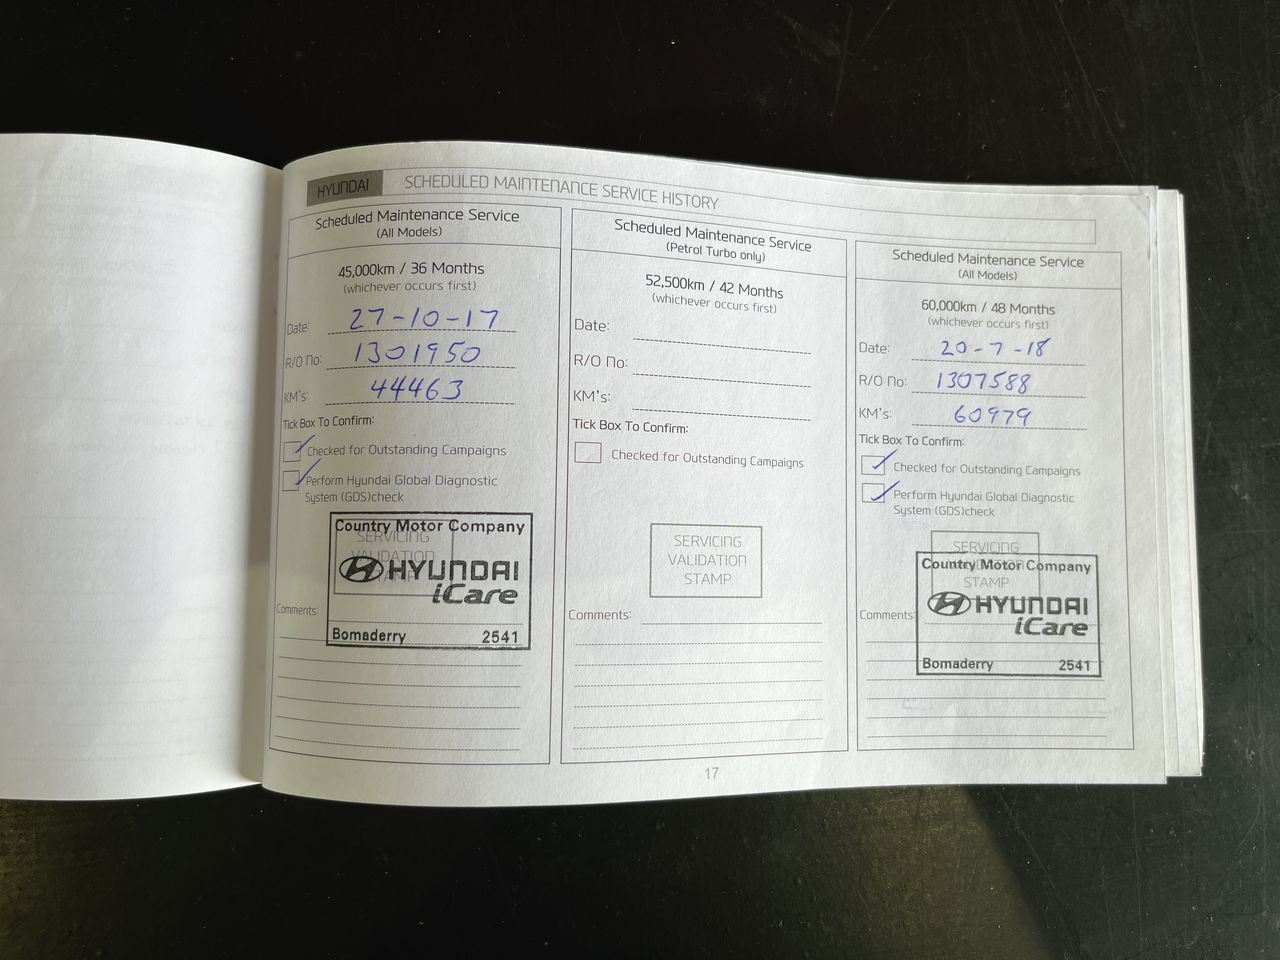 HYUNDAI SCHEDULED MAINTENANCE SERVICE HISTORY
Scheduled Maintenance Service
(All Models)
45,000km / 36 Months
(whichever occurs first)
Date: 27-10-17
R/O No: 1301950
KM's: 44463
Tick Box To Confirm:
Checked for Outstanding Campaigns
Perform Hyundai Global Diagnostic
System (GDS)check
SERVICING
VALIDATION
STAMP
Country Motor Company
HYUNDAI
iCare
Bomaderry 2541
Comments:
Scheduled Maintenance Service
(Petrol Turbo only)
52,500km / 42 Months
(whichever occurs first)
Date:
R/O No:
KM's:
Tick Box To Confirm:
Checked for Outstanding Campaigns
SERVICING
VALIDATION
STAMP
Comments:
Scheduled Maintenance Service
(All Models)
60,000km / 48 Months
(whichever occurs first)
Date: 20-7-18
R/O No: 1307588
KM's: 60979
Tick Box To Confirm:
Checked for Outstanding Campaigns
Perform Hyundai Global Diagnostic
System (GDS)check
SERVICING
VALIDATION
STAMP
Country Motor Company
HYUNDAI
iCare
Bomaderry 2541
Comments:
17